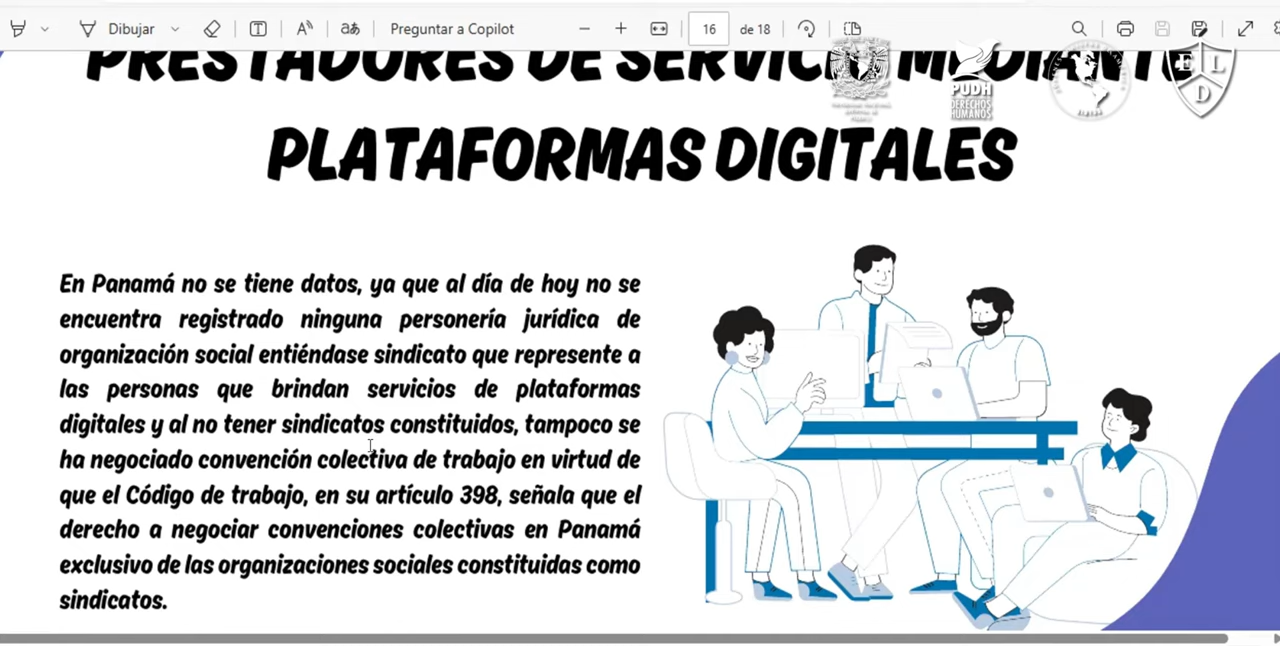 Dibujar
Preguntar a Copilot
16
de 18
PRESTADORES DE SERVICIO MEDIANTE
PLATAFORMAS DIGITALES
PUDH
DERECHOS
HUMANOS
E L
D
En Panamá no se tiene datos, ya que al día de hoy no se
encuentra registrado ninguna personería jurídica de
organización social entiéndase sindicato que represente a
las personas que brindan servicios de plataformas
digitales y al no tener sindicatos constituidos, tampoco se
ha negociado convención colectiva de trabajo en virtud de
que el Código de trabajo, en su artículo 398, señala que el
derecho a negociar convenciones colectivas en Panamá
exclusivo de las organizaciones sociales constituidas como
sindicatos.